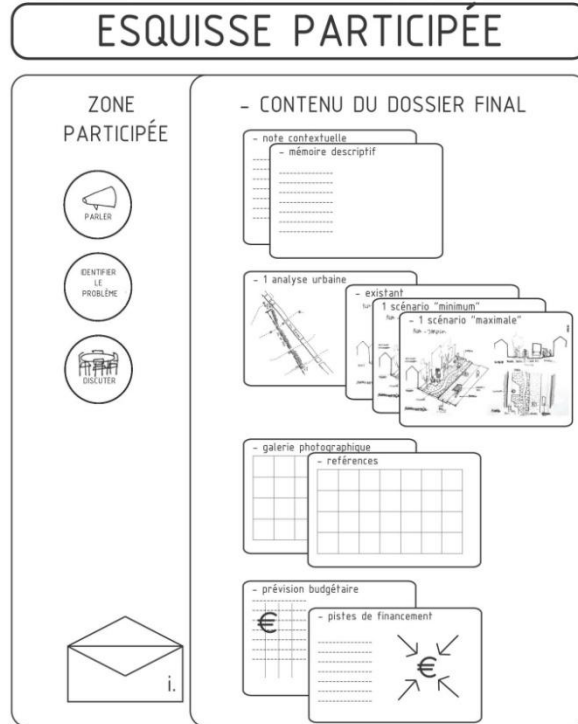 ESQUISSE PARTICIPÉE
ZONE
PARTICIPÉE
PARLER
IDENTIFIER
LE
PROBLÈME
DISCUTER
i.
- CONTENU DU DOSSIER FINAL
- note contextuelle
- mémoire descriptif
- 1 analyse urbaine
- existant
1 scénario "minimum"
- 1 scénario "maximale"
- galerie photographique
- références
- prévision budgétaire
€
- pistes de financement
€